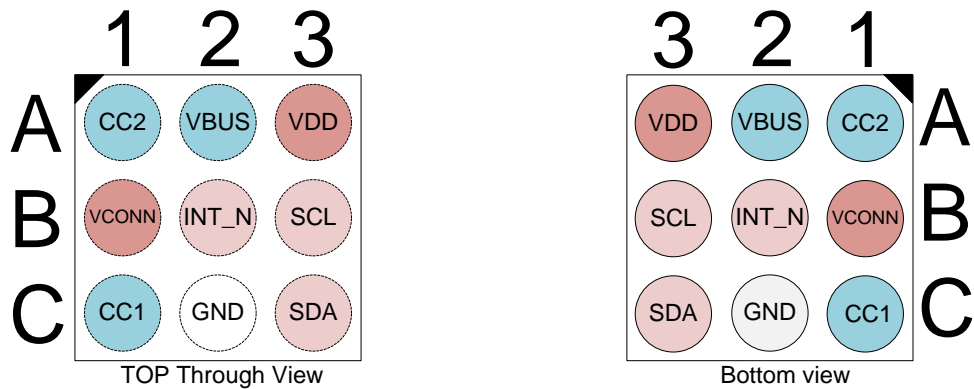 1 2 3
A CC2 VBUS VDD
B VCONN INT_N SCL
C CC1 GND SDA
TOP Through View
3 2 1
VDD VBUS CC2 A
SCL INT_N VCONN B
SDA GND CC1 C
Bottom view